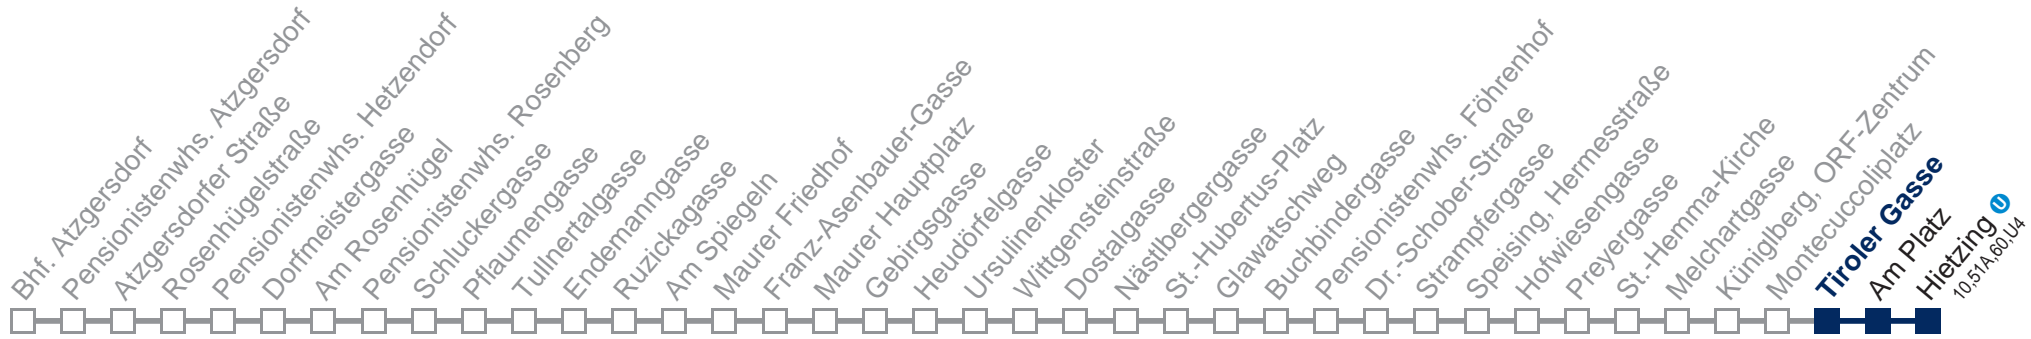 Bhf. Atzgersdorf
Pensionistenwhs. Atzgersdorf
Atzgersdorfer Straße
Rosenhügelstraße
Pensionistenwhs. Hetzendorf
Dorfmeistergasse
Am Rosenhügel
Pensionistenwhs. Rosenberg
Schluckergasse
Pflaumengasse
Tullnertalgasse
Endemanngasse
Ruzickagasse
Am Spiegeln
Maurer Friedhof
Franz-Asenbauer-Gasse
Maurer Hauptplatz
Gebirgsgasse
Heudörfelgasse
Ursulinenkloster
Wittgensteinstraße
Dostalgasse
Nästlbergergasse
St.-Hubertus-Platz
Glawatschweg
Buchbindergasse
Pensionistenwhs. Föhrenhof
Dr.-Schober-Straße
Strampfergasse
Speising, Hermesstraße
Hofwiesengasse
Preyergasse
St.-Hemma-Kirche
Melchartgasse
Küniglberg, ORF-Zentrum
Montecuccoliplatz
Tiroler Gasse
Am Platz
Hietzing U
10,51A,60,U4